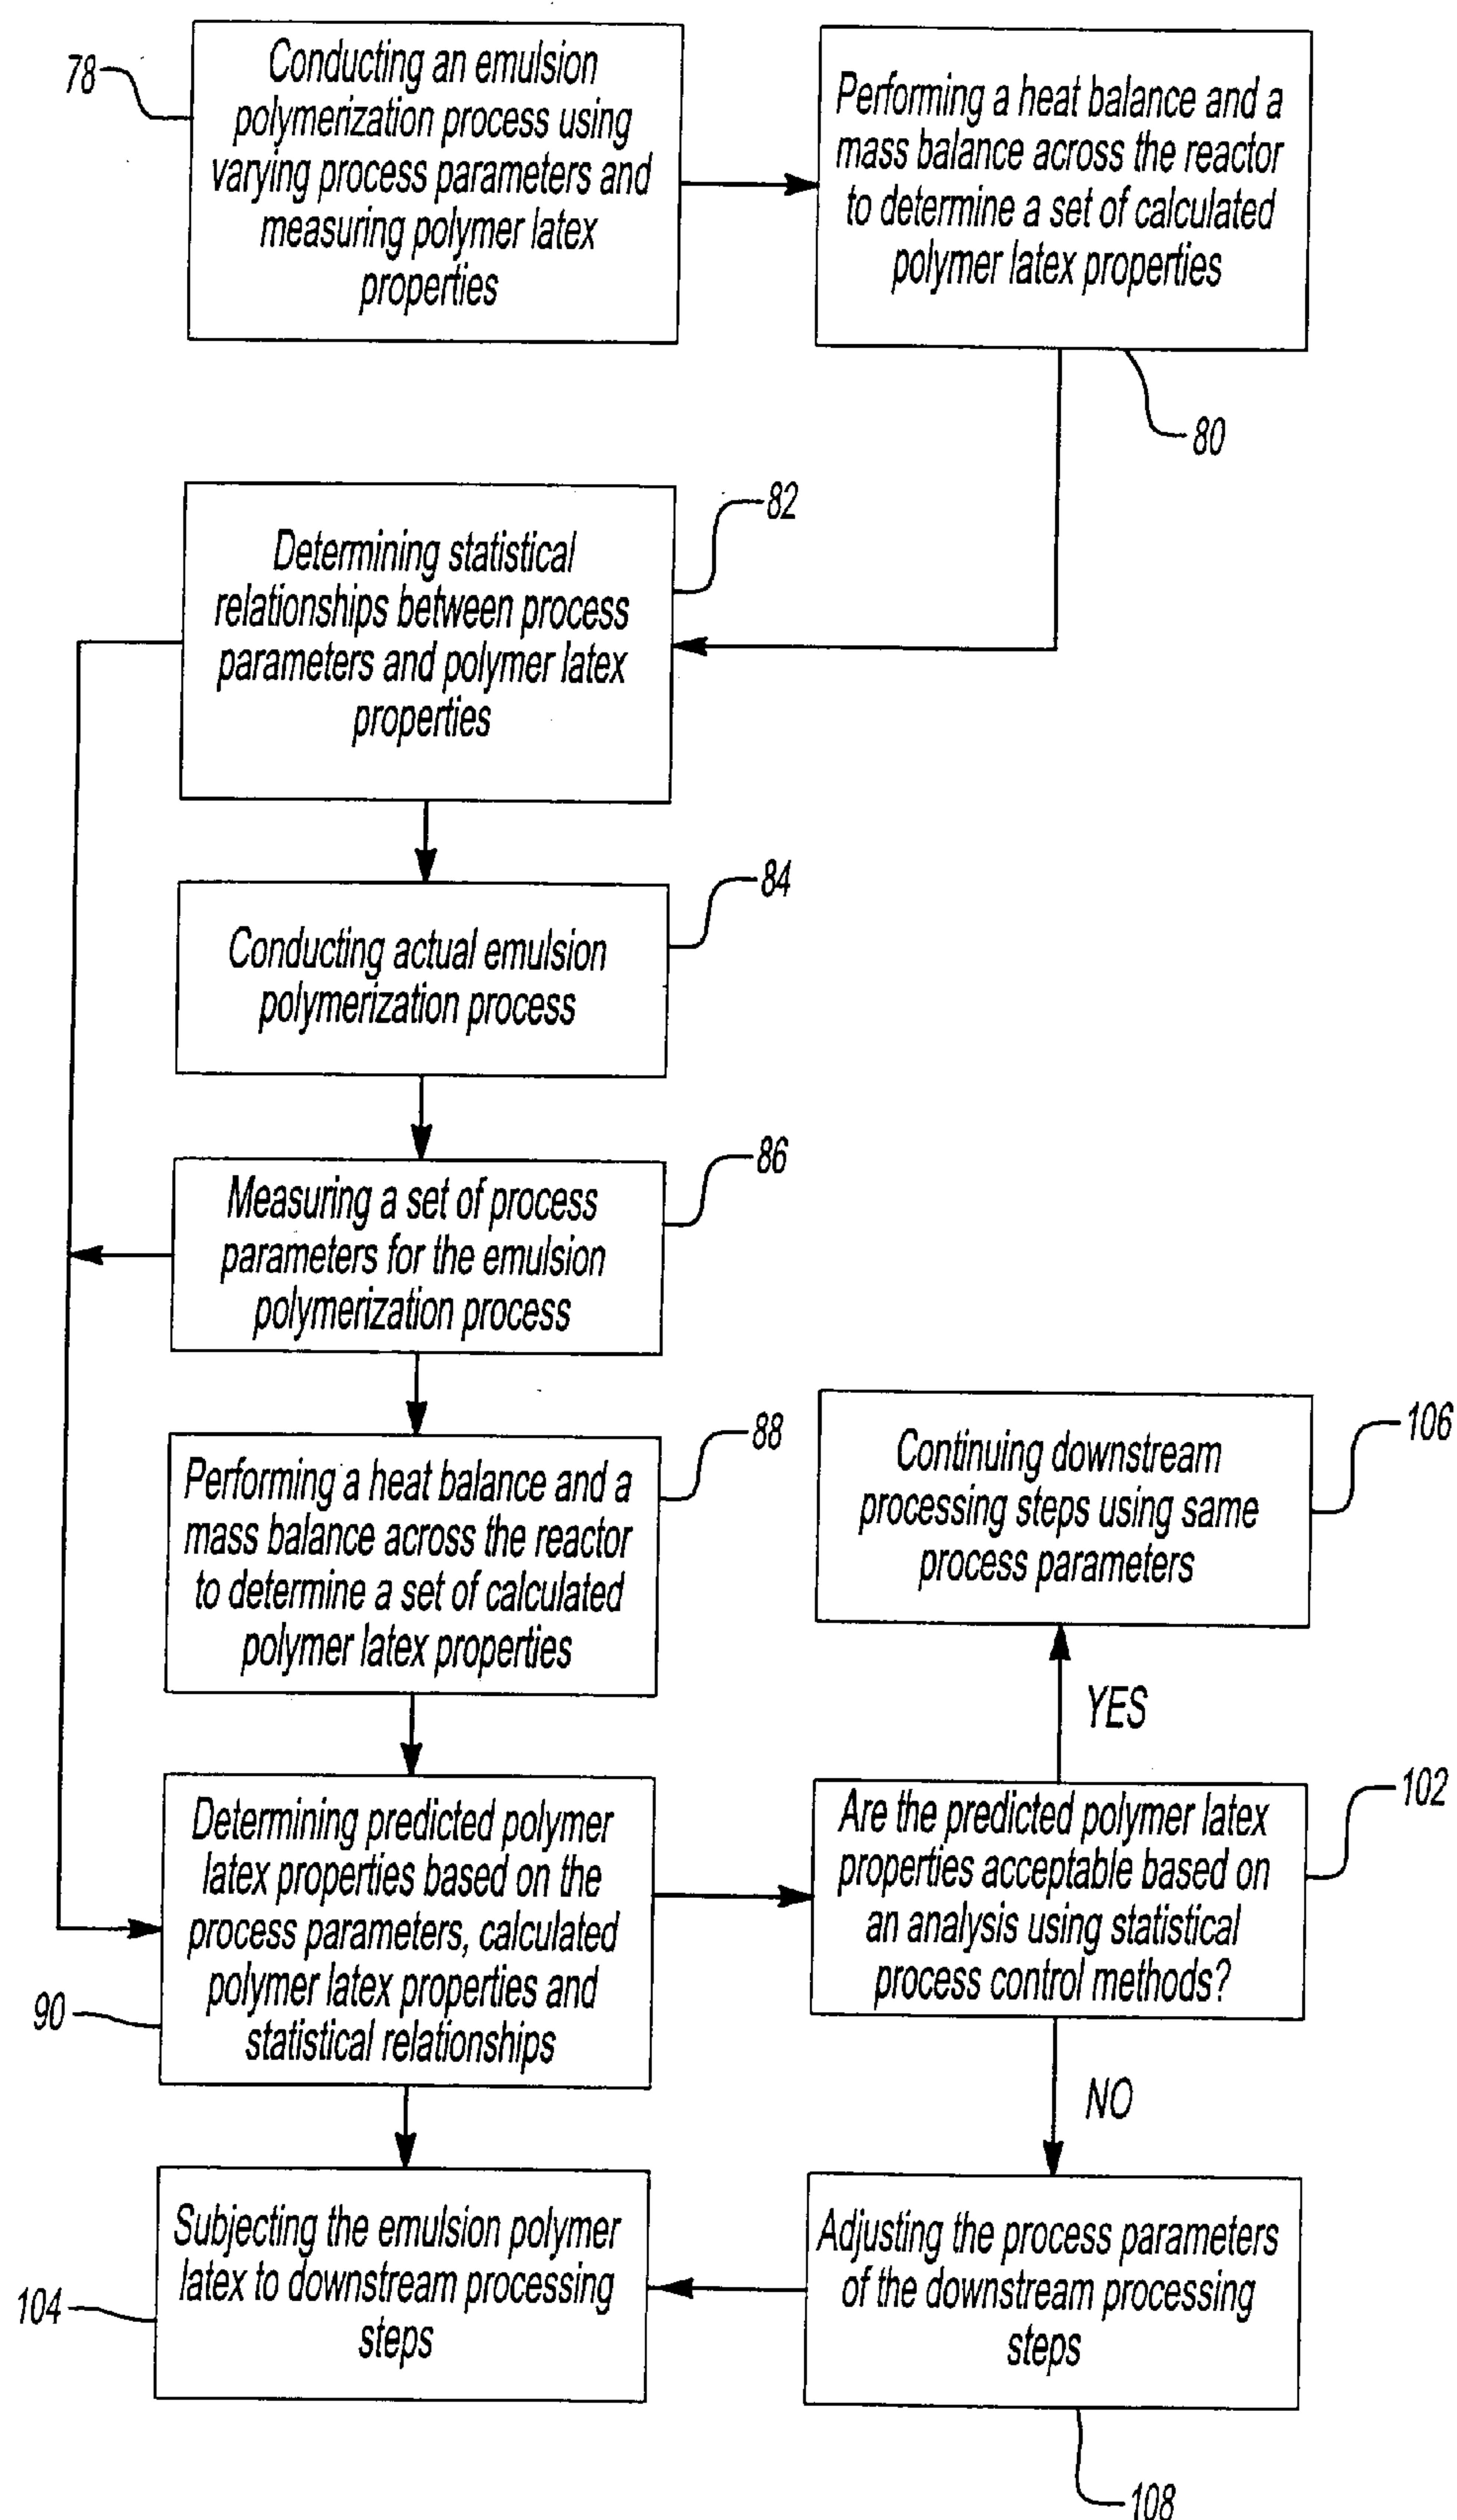 78
Conducting an emulsion
polymerization process using
varying process parameters and
measuring polymer latex
properties
Performing a heat balance and a
mass balance across the reactor
to determine a set of calculated
polymer latex properties
80
82
Determining statistical
relationships between process
parameters and polymer latex
properties
84
Conducting actual emulsion
polymerization process
86
Measuring a set of process
parameters for the emulsion
polymerization process
88
Performing a heat balance and a
mass balance across the reactor
to determine a set of calculated
polymer latex properties
106
Continuing downstream
processing steps using same
process parameters
YES
90
Determining predicted polymer
latex properties based on the
process parameters, calculated
polymer latex properties and
statistical relationships
102
Are the predicted polymer latex
properties acceptable based on
an analysis using statistical
process control methods?
NO
104
Subjecting the emulsion polymer
latex to downstream processing
steps
Adjusting the process parameters
of the downstream processing
steps
108